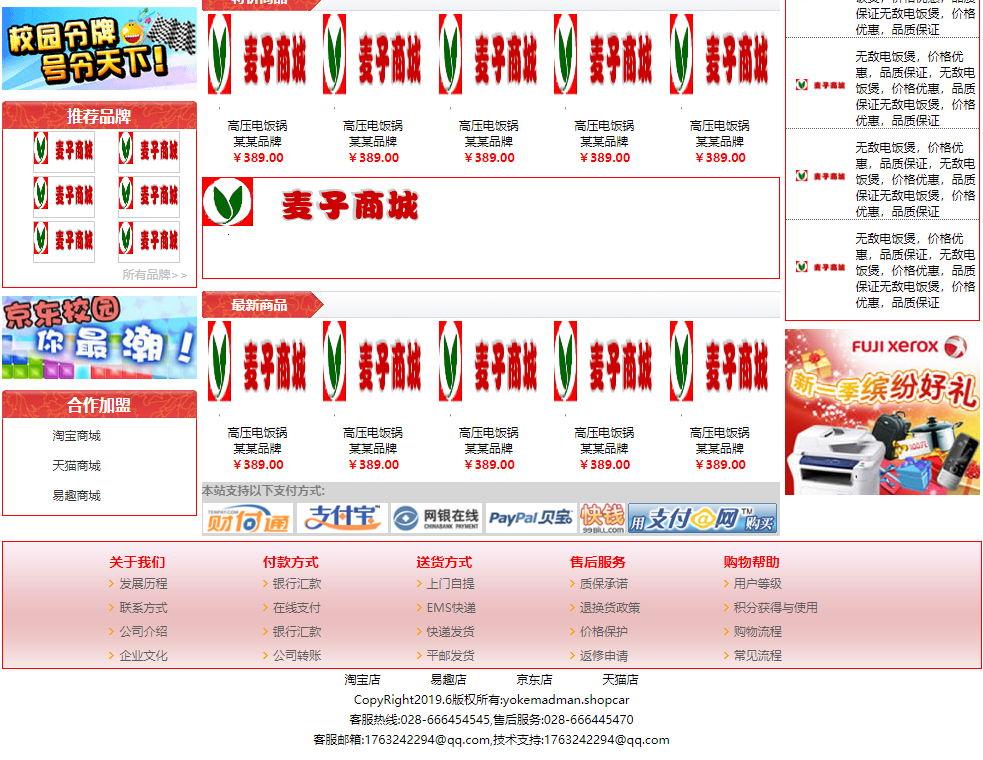 特价商品
校园分牌
号令天下!
推荐品牌
麦子商城 麦子商城
麦子商城 麦子商城
麦子商城 麦子商城
所有品牌>>
京东校园
你最潮!
合作加盟
淘宝商城
天猫商城
易趣商城
麦子商城 麦子商城 麦子商城 麦子商城 麦子商城
高压电饭锅 高压电饭锅 高压电饭锅 高压电饭锅 高压电饭锅
某某品牌 某某品牌 某某品牌 某某品牌 某某品牌
￥389.00 ￥389.00 ￥389.00 ￥389.00 ￥389.00
麦子商城
最新商品
麦子商城 麦子商城 麦子商城 麦子商城 麦子商城
高压电饭锅 高压电饭锅 高压电饭锅 高压电饭锅 高压电饭锅
某某品牌 某某品牌 某某品牌 某某品牌 某某品牌
￥389.00 ￥389.00 ￥389.00 ￥389.00 ￥389.00
本站支持以下支付方式:
TEMPAY.COM 财付通 支付宝 网银在线 CHINABANK PAYMENT PayPal 贝宝 快钱 99BILL.COM 用支付@网TM购买
饭煲，价格优惠，品质
保证无敌电饭煲，价格
优惠，品质保证
麦子商城
无敌电饭煲，价格优
惠，品质保证，无敌电
饭煲，价格优惠，品质
保证无敌电饭煲，价格
优惠，品质保证
麦子商城
无敌电饭煲，价格优
惠，品质保证，无敌电
饭煲，价格优惠，品质
保证无敌电饭煲，价格
优惠，品质保证
麦子商城
无敌电饭煲，价格优
惠，品质保证，无敌电
饭煲，价格优惠，品质
保证无敌电饭煲，价格
优惠，品质保证
FUJI XEROX
新一季缤纷好礼
关于我们 付款方式 送货方式 售后服务 购物帮助
> 发展历程 > 银行汇款 > 上门自提 > 质保承诺 > 用户等级
> 联系方式 > 在线支付 > EMS快递 > 退换货政策 > 积分获得与使用
> 公司介绍 > 银行汇款 > 快递发货 > 价格保护 > 购物流程
> 企业文化 > 公司转账 > 平邮发货 > 返修申请 > 常见流程
淘宝店 易趣店 京东店 天猫店
CopyRight2019.6版权所有:yokemadman.shopcar
客服热线:028-666454545,售后服务:028-666445470
客服邮箱:1763242294@qq.com,技术支持:1763242294@qq.com